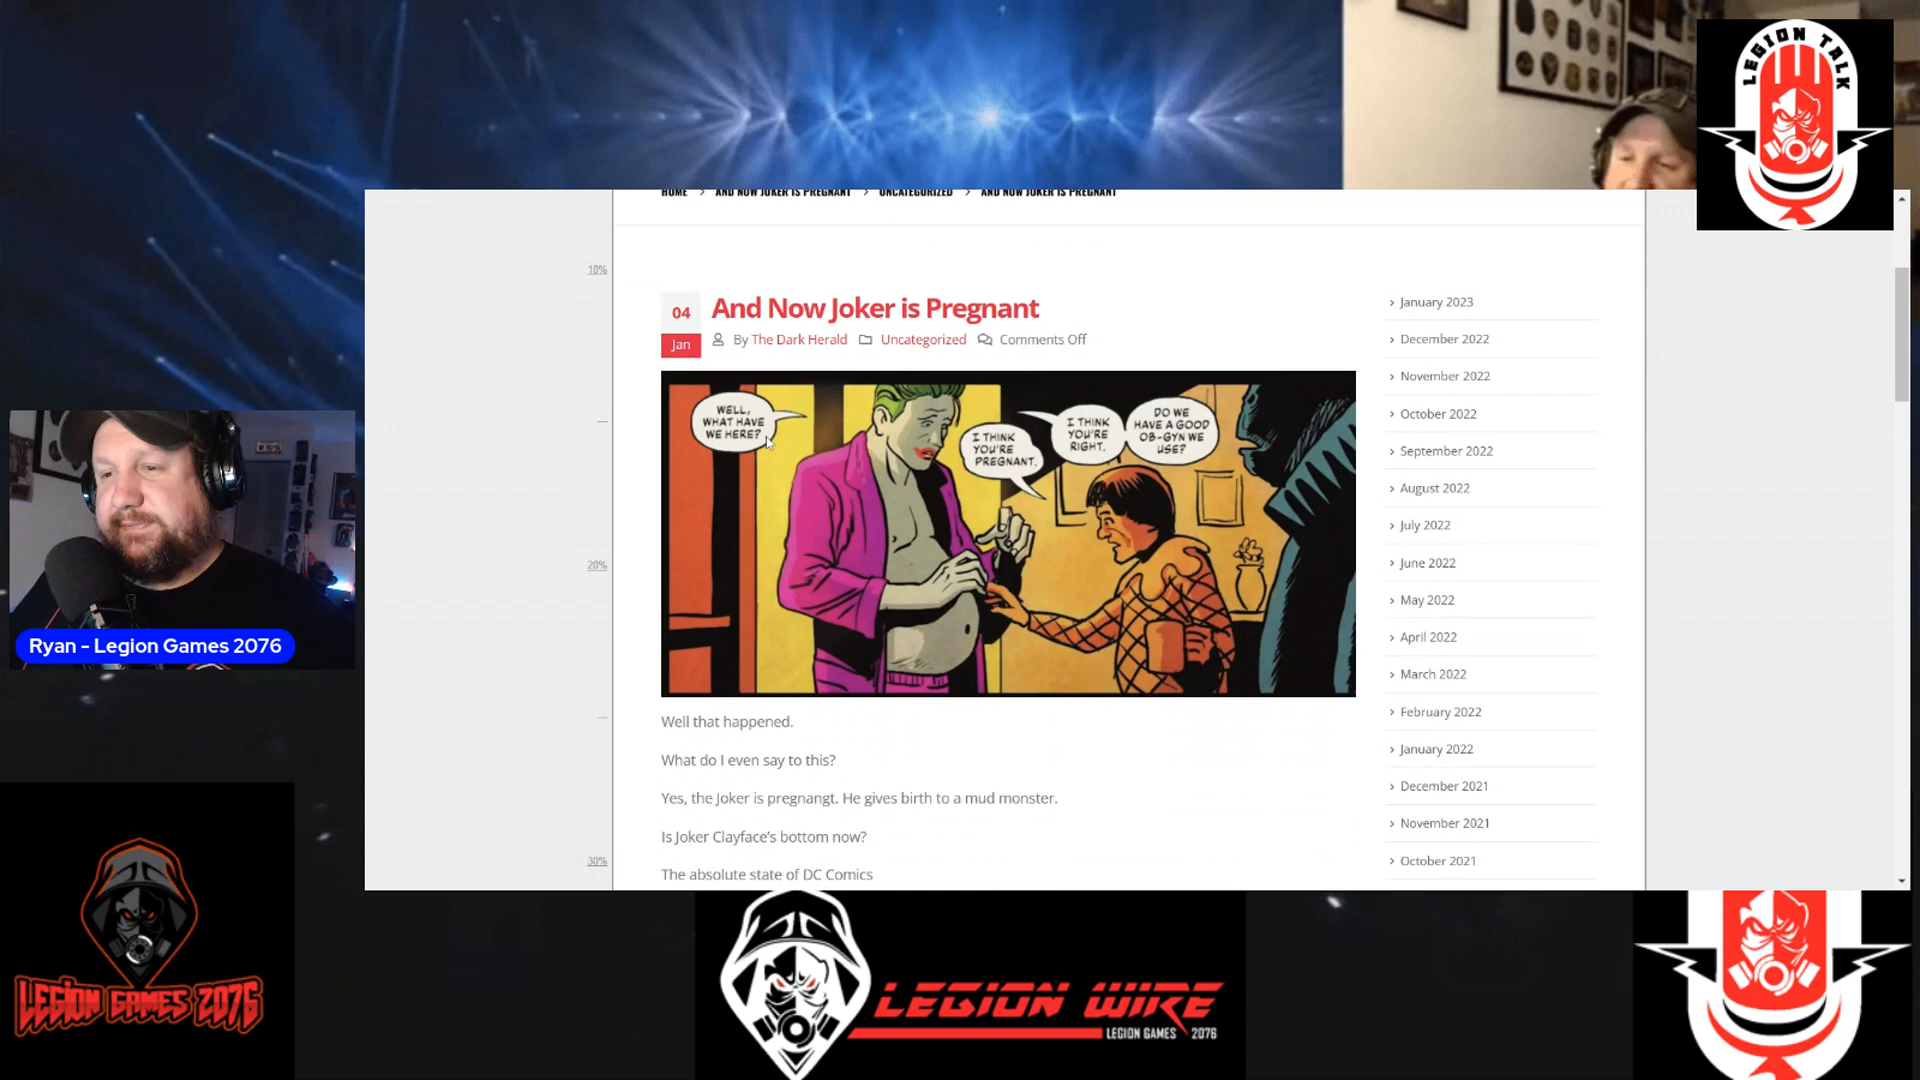 LEGION TALK
HOME > AND NOW JOKER IS PREGNANT > UNCATEGORIZED > AND NOW JOKER IS PREGNANT
10%
04
Jan
And Now Joker is Pregnant
By The Dark Herald Uncategorized Comments Off
WELL,
WHAT HAVE
WE HERE?
I THINK
YOU'RE
PREGNANT.
I THINK
YOU'RE
RIGHT.
DO WE
HAVE A GOOD
OB-GYN WE
USE?
20%
Well that happened.
What do I even say to this?
Yes, the Joker is pregnangt. He gives birth to a mud monster.
Is Joker Clayface's bottom now?
30%
The absolute state of DC Comics
> January 2023
> December 2022
> November 2022
> October 2022
> September 2022
> August 2022
> July 2022
> June 2022
> May 2022
> April 2022
> March 2022
> February 2022
> January 2022
> December 2021
> November 2021
> October 2021
Ryan - Legion Games 2076
LEGION GAMES 2076
LEGION WIRE
LEGION GAMES 2076